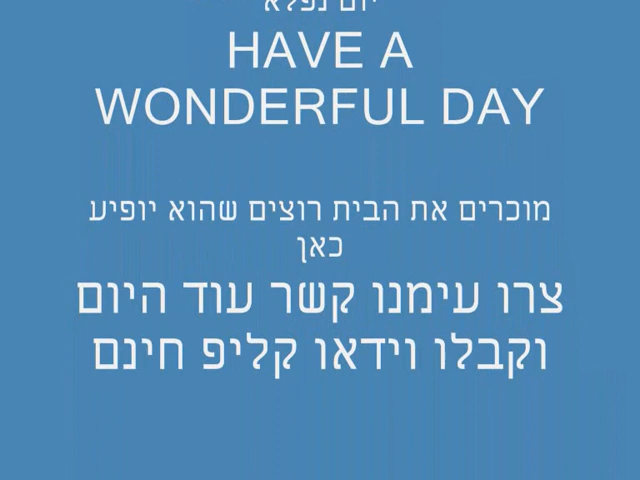 יום נפלא
HAVE A
WONDERFUL DAY
מוכרים את הבית רוצים שהוא יופיע
כאן
צרו עימנו קשר עוד היום
וקבלו וידאו קליפ חינם